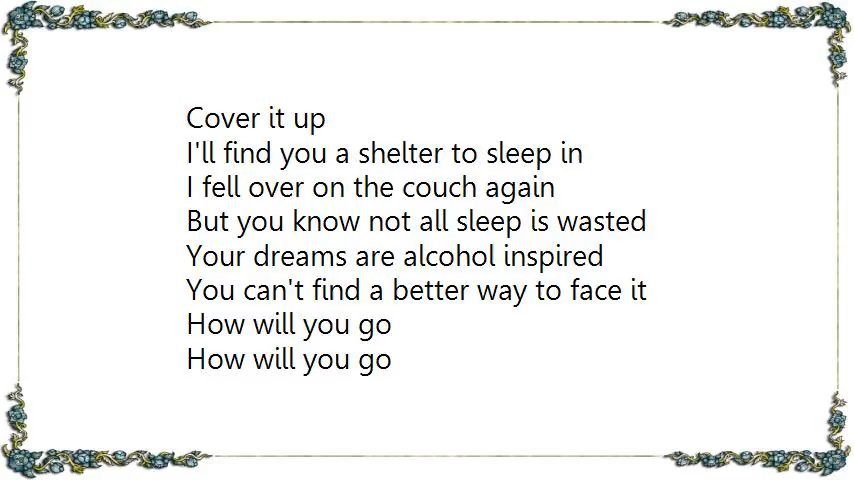 Cover it up
I'll find you a shelter to sleep in
I fell over on the couch again
But you know not all sleep is wasted
Your dreams are alcohol inspired
You can't find a better way to face it
How will you go
How will you go